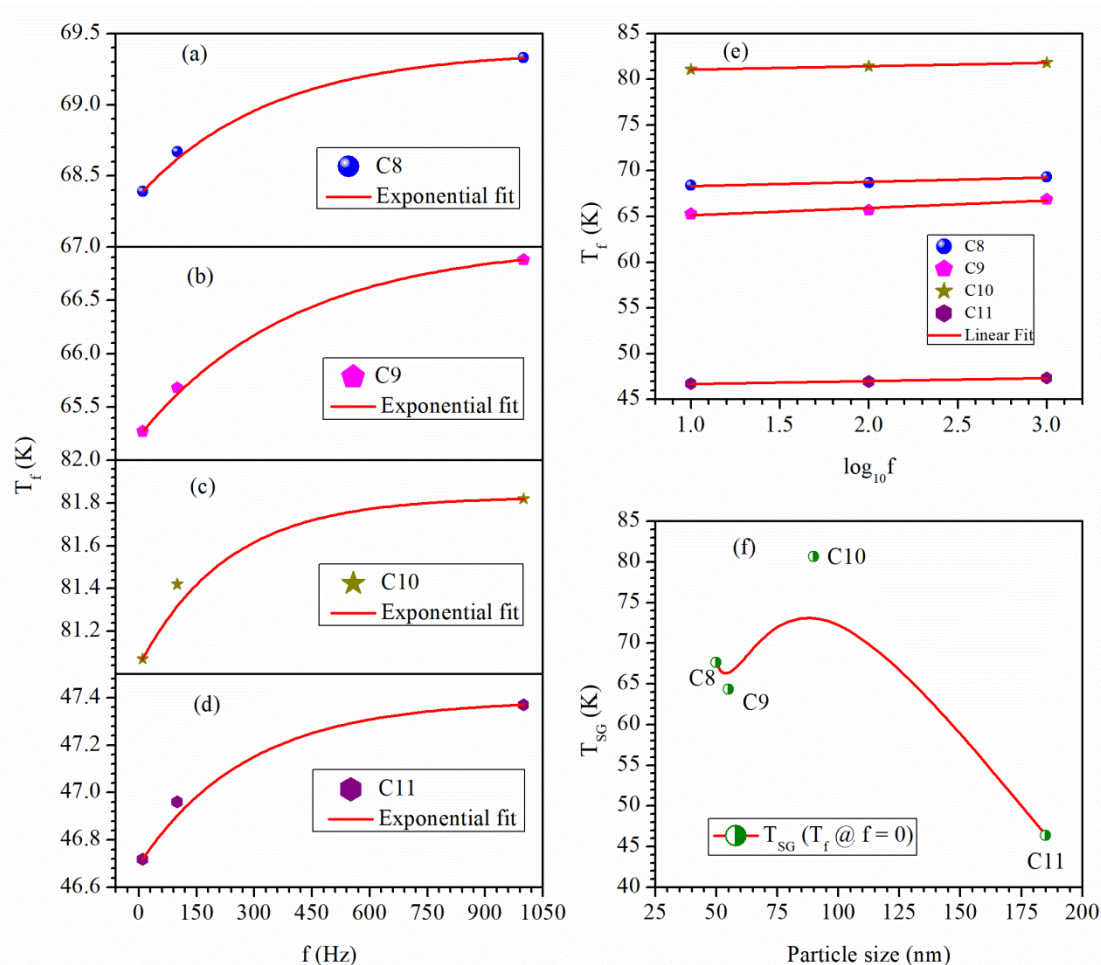 69.5
(a)
69.0
C8
68.5
Exponential fit
67.0
(b)
66.5
66.0
C9
65.5
Exponential fit
82.0
T_f (K)
(c)
81.8
81.6
C10
81.4
Exponential fit
81.2
(d)
47.4
47.2
C11
47.0
Exponential fit
46.8
46.6
0 150 300 450 600 750 900 1050
f (Hz)
85
(e)
80
75
70
65
60
55
50
45
T_f (K)
C8
C9
C10
C11
Linear Fit
1.0 1.5 2.0 2.5 3.0
log₁₀f
85
(f)
80
75
70
65
60
55
50
45
40
T_SG (K)
C10
C8
C9
T_SG (T_f @ f = 0)
C11
25 50 75 100 125 150 175 200
Particle size (nm)